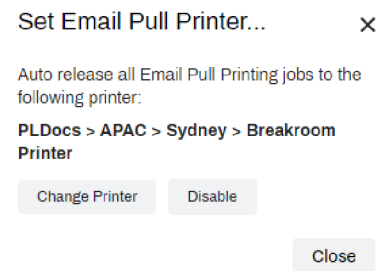 Set Email Pull Printer...
Auto release all Email Pull Printing jobs to the
following printer:
PLDocs > APAC > Sydney > Breakroom
Printer
Change Printer
Disable
Close